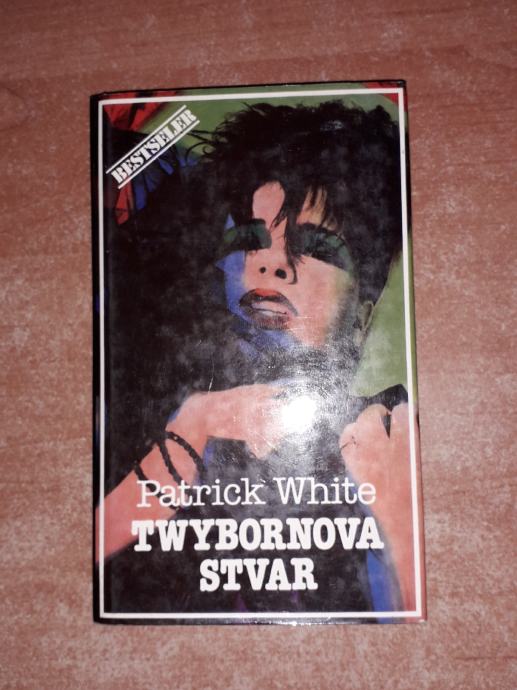 BESTSELER
Patrick White
TWYBORNOVA
STVAR